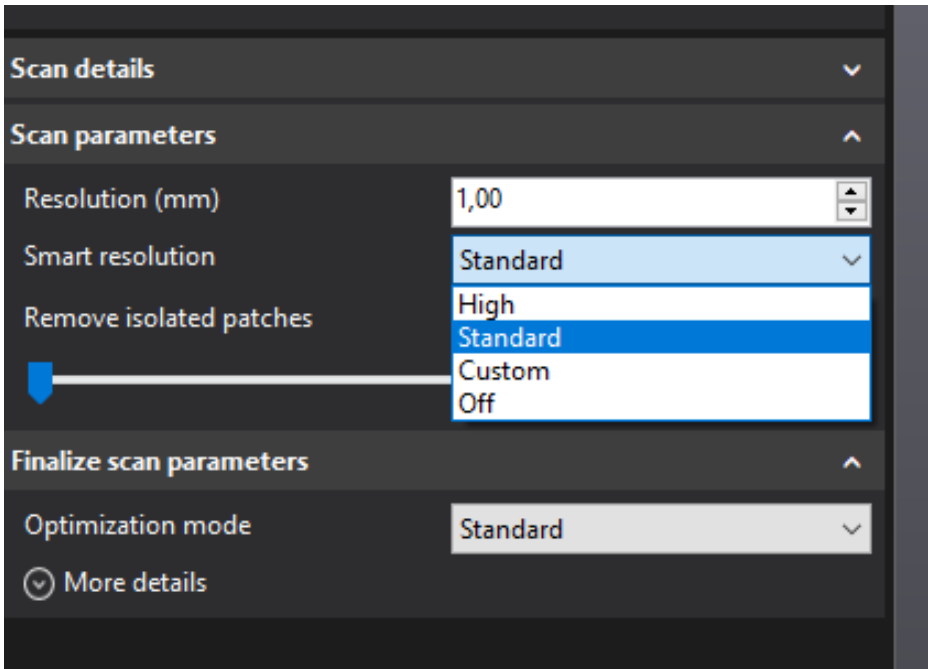 Scan details
Scan parameters
Resolution (mm) 1,00
Smart resolution Standard
High
Remove isolated patches
Standard
Custom
Off
Finalize scan parameters
Optimization mode Standard
More details